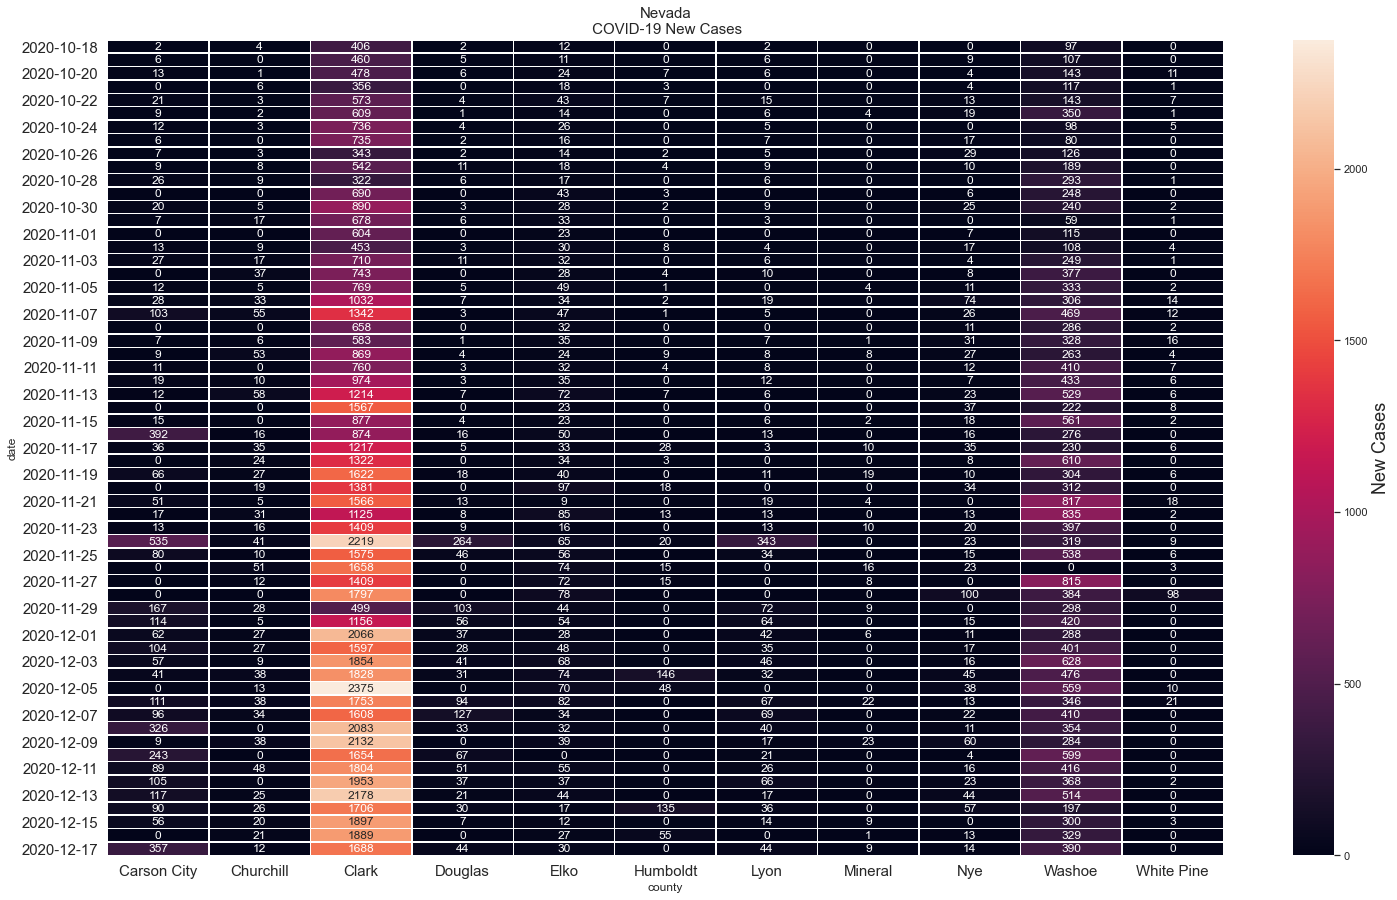 Nevada
COVID-19 New Cases
2020-10-18 2 4 406 2 12 0 2 0 0 97 0
6 0 460 5 11 0 6 0 9 107 0
2020-10-20 13 1 478 6 24 7 6 0 4 143 11
0 6 356 0 18 3 0 0 4 117 1
2020-10-22 21 3 573 4 43 7 15 0 13 143 7
9 2 609 1 14 0 6 4 19 350 1
2020-10-24 12 3 736 4 26 0 5 0 0 98 5
6 0 735 2 16 0 7 0 17 80 0
2020-10-26 7 3 343 2 14 2 5 0 29 126 0
9 8 542 11 18 4 9 0 10 189 0
2020-10-28 26 9 322 6 17 0 6 0 0 293 1
0 0 690 0 43 3 0 0 6 248 0
2020-10-30 20 5 890 3 28 2 9 0 25 240 2
7 17 678 6 33 0 3 0 0 59 1
2020-11-01 0 0 604 0 23 0 0 0 7 115 0
13 9 453 3 30 8 4 0 17 108 4
2020-11-03 27 17 710 11 32 0 6 0 4 249 1
0 37 743 0 28 4 10 0 8 377 0
2020-11-05 12 5 769 5 49 1 0 4 11 333 2
28 33 1032 7 34 2 19 0 74 306 14
2020-11-07 103 55 1342 3 47 1 5 0 26 469 12
0 0 658 0 32 0 0 0 11 286 2
2020-11-09 7 6 583 1 35 0 7 1 31 328 16
9 53 869 4 24 9 8 8 27 263 4
2020-11-11 11 0 760 3 32 4 8 0 12 410 7
19 10 974 3 35 0 12 0 7 433 6
2020-11-13 12 58 1214 7 72 7 6 0 23 529 6
0 0 1567 0 23 0 0 0 37 222 8
2020-11-15 15 0 877 4 23 0 6 2 18 561 2
392 16 874 16 50 0 13 0 16 276 0
2020-11-17 36 35 1217 5 33 28 3 10 35 230 6
0 24 1322 0 34 3 0 0 8 610 0
2020-11-19 66 27 1622 18 40 0 11 19 10 304 6
0 19 1381 0 97 18 0 0 34 312 0
2020-11-21 51 5 1566 13 9 0 19 4 0 817 18
17 31 1125 8 85 13 13 0 13 835 2
2020-11-23 13 16 1409 9 16 0 13 10 20 397 0
535 41 2219 264 65 20 343 0 23 319 9
2020-11-25 80 10 1575 46 56 0 34 0 15 538 6
0 51 1658 0 74 15 0 16 23 0 3
2020-11-27 0 12 1409 0 72 15 0 8 0 815 0
0 0 1797 0 78 0 0 0 100 384 98
2020-11-29 167 28 499 103 44 0 72 9 0 298 0
114 5 1156 56 54 0 64 0 15 420 0
2020-12-01 62 27 2066 37 28 0 42 6 11 288 0
104 27 1597 28 48 0 35 0 17 401 0
2020-12-03 57 9 1854 41 68 0 46 0 16 628 0
41 38 1828 31 74 146 32 0 45 476 0
2020-12-05 0 13 2375 0 70 48 0 0 38 559 10
111 38 1753 94 82 0 67 22 13 346 21
2020-12-07 96 34 1608 127 34 0 69 0 22 410 0
326 0 2083 33 32 0 40 0 11 354 0
2020-12-09 9 38 2132 0 39 0 17 23 60 284 0
243 0 1654 67 0 0 21 0 4 599 0
2020-12-11 89 48 1804 51 55 0 26 0 16 416 0
105 0 1953 37 37 0 66 0 23 368 2
2020-12-13 117 25 2178 21 44 0 17 0 44 514 0
90 26 1706 30 17 135 36 0 57 197 0
2020-12-15 56 20 1897 7 12 0 14 9 0 300 3
0 21 1889 0 27 55 0 1 13 329 0
2020-12-17 357 12 1688 44 30 0 44 9 14 390 0
Carson City Churchill Clark Douglas Elko Humboldt Lyon Mineral Nye Washoe White Pine
county
date
2000
1500
1000
500
0
New Cases